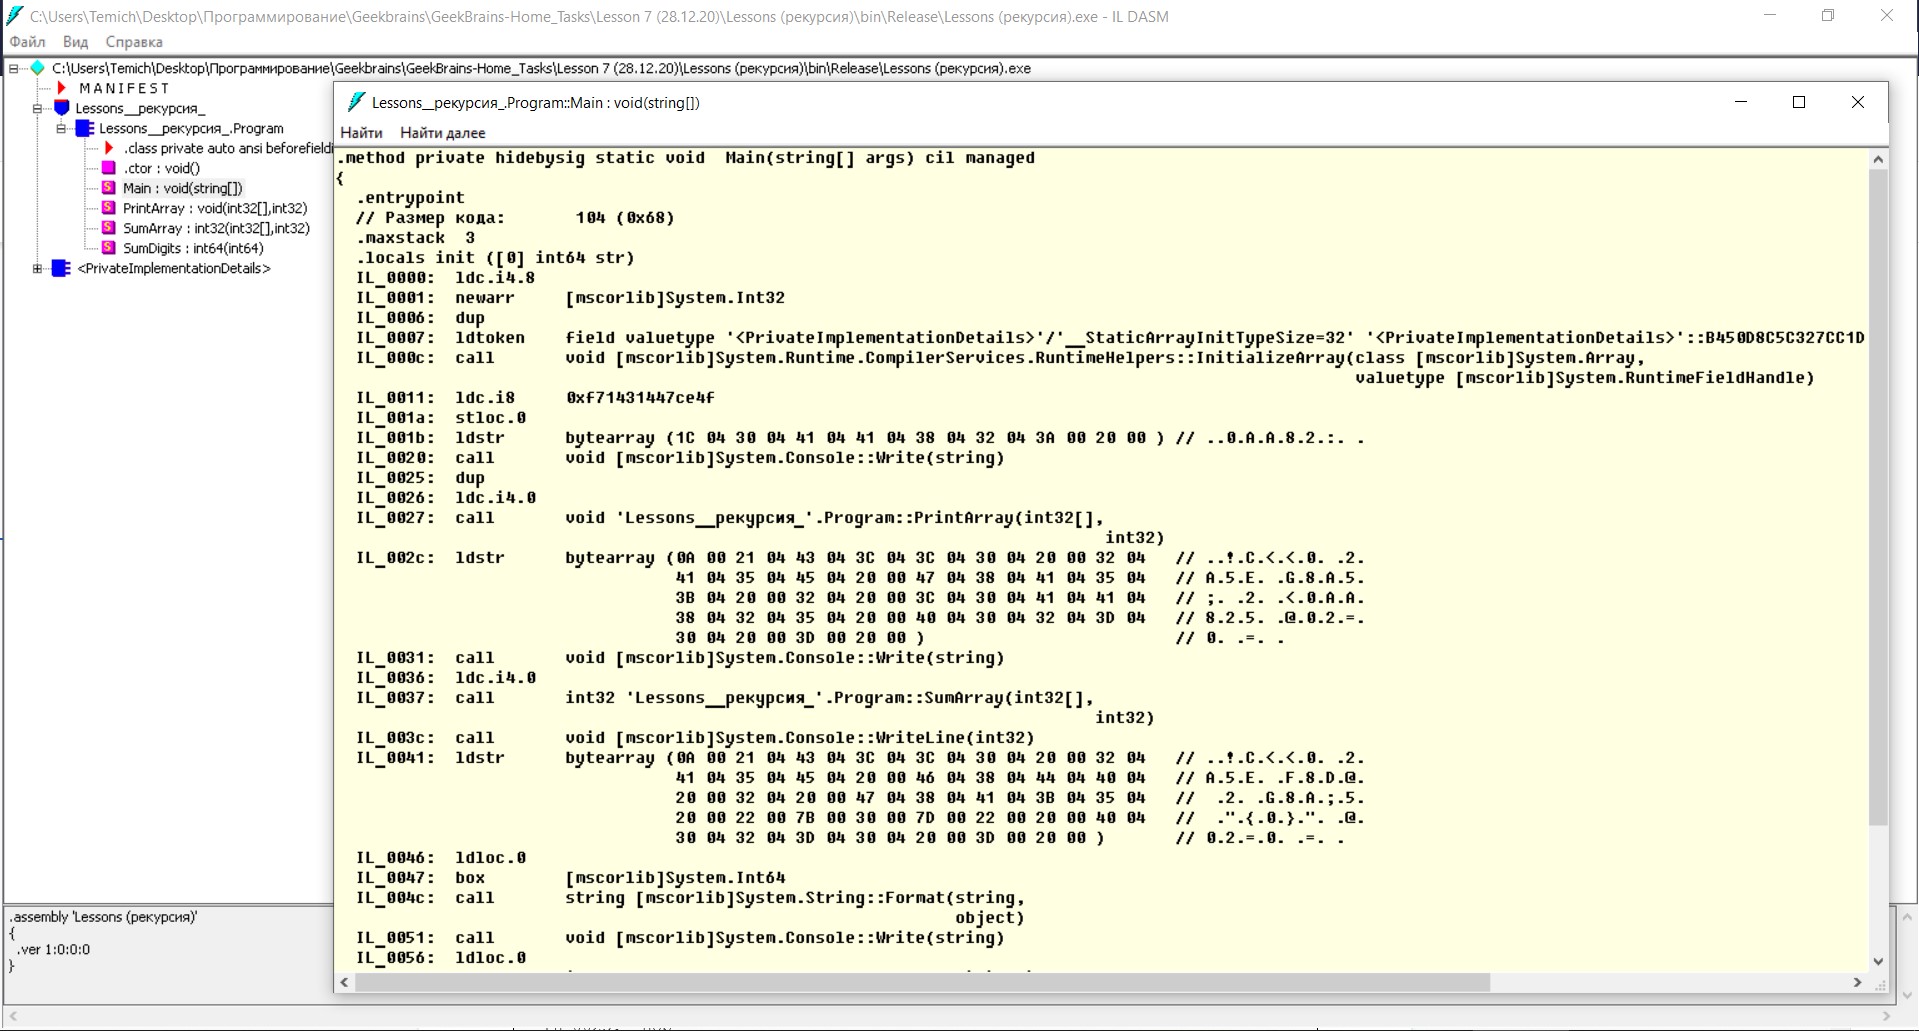 C:\Users\Temich\Desktop\Программирование\Geekbrains\GeekBrains-Home_Tasks\Lesson 7 (28.12.20)\Lessons (рекурсия)\bin\Release\Lessons (рекурсия).exe - IL DASM
Файл Вид Справка
C:\Users\Temich\Desktop\Программирование\Geekbrains\GeekBrains-Home_Tasks\Lesson 7 (28.12.20)\Lessons (рекурсия)\bin\Release\Lessons (рекурсия).exe
M A N I F E S T
Lessons__рекурсия_
Lessons__рекурсия_.Program
.class private auto ansi beforefieldi
.ctor : void()
Main : void(string[])
PrintArray : void(int32[],int32)
SumArray : int32(int32[],int32)
SumDigits : int64(int64)
<PrivateImplementationDetails>
Lessons__рекурсия_.Program::Main : void(string[])
Найти Найти далее
.method private hidebysig static void  Main(string[] args) cil managed
{
.entrypoint
// Размер кода:       104 (0x68)
.maxstack  3
.locals init ([0] int64 str)
IL_0000:  ldc.i4.8
IL_0001:  newarr     [mscorlib]System.Int32
IL_0006:  dup
IL_0007:  ldtoken    field valuetype '<PrivateImplementationDetails>'/'__StaticArrayInitTypeSize=32' '<PrivateImplementationDetails>'::B450D8C5C327CC1D
IL_000c:  call       void [mscorlib]System.Runtime.CompilerServices.RuntimeHelpers::InitializeArray(class [mscorlib]System.Array,
valuetype [mscorlib]System.RuntimeFieldHandle)
IL_0011:  ldc.i8     0xf71431447ce4f
IL_001a:  stloc.0
IL_001b:  ldstr      bytearray (1C 04 30 04 41 04 41 04 38 04 32 04 3A 00 20 00 ) // ..0.A.A.8.2.:. .
IL_0020:  call       void [mscorlib]System.Console::Write(string)
IL_0025:  dup
IL_0026:  ldc.i4.0
IL_0027:  call       void 'Lessons__рекурсия_'.Program::PrintArray(int32[],
int32)
IL_002c:  ldstr      bytearray (0A 00 21 04 43 04 3C 04 3C 04 30 04 20 00 32 04   // ..!.C.<.<.0. .2.
41 04 35 04 45 04 20 00 47 04 38 04 41 04 35 04   // A.5.E. .G.8.A.5.
3B 04 20 00 32 04 20 00 3C 04 30 04 41 04 41 04   // ;. .2. .<.0.A.A.
38 04 32 04 35 04 20 00 40 04 30 04 32 04 3D 04   // 8.2.5. .@.0.2.=.
30 04 20 00 3D 00 20 00 )                         // 0. .=. .
IL_0031:  call       void [mscorlib]System.Console::Write(string)
IL_0036:  ldc.i4.0
IL_0037:  call       int32 'Lessons__рекурсия_'.Program::SumArray(int32[],
int32)
IL_003c:  call       void [mscorlib]System.Console::WriteLine(int32)
IL_0041:  ldstr      bytearray (0A 00 21 04 43 04 3C 04 3C 04 30 04 20 00 32 04   // ..!.C.<.<.0. .2.
41 04 35 04 45 04 20 00 46 04 38 04 44 04 40 04   // A.5.E. .F.8.D.@.
20 00 32 04 20 00 47 04 38 04 41 04 3B 04 35 04   //  .2. .G.8.A.;.5.
20 00 22 00 7B 00 30 00 7D 00 22 00 20 00 40 04   //  .".{.0.}.". .@.
30 04 32 04 3D 04 30 04 20 00 3D 00 20 00 )       // 0.2.=.0. .=. .
IL_0046:  ldloc.0
IL_0047:  box        [mscorlib]System.Int64
IL_004c:  call       string [mscorlib]System.String::Format(string,
object)
IL_0051:  call       void [mscorlib]System.Console::Write(string)
IL_0056:  ldloc.0
.assembly 'Lessons (рекурсия)'
{
.ver 1:0:0:0
}